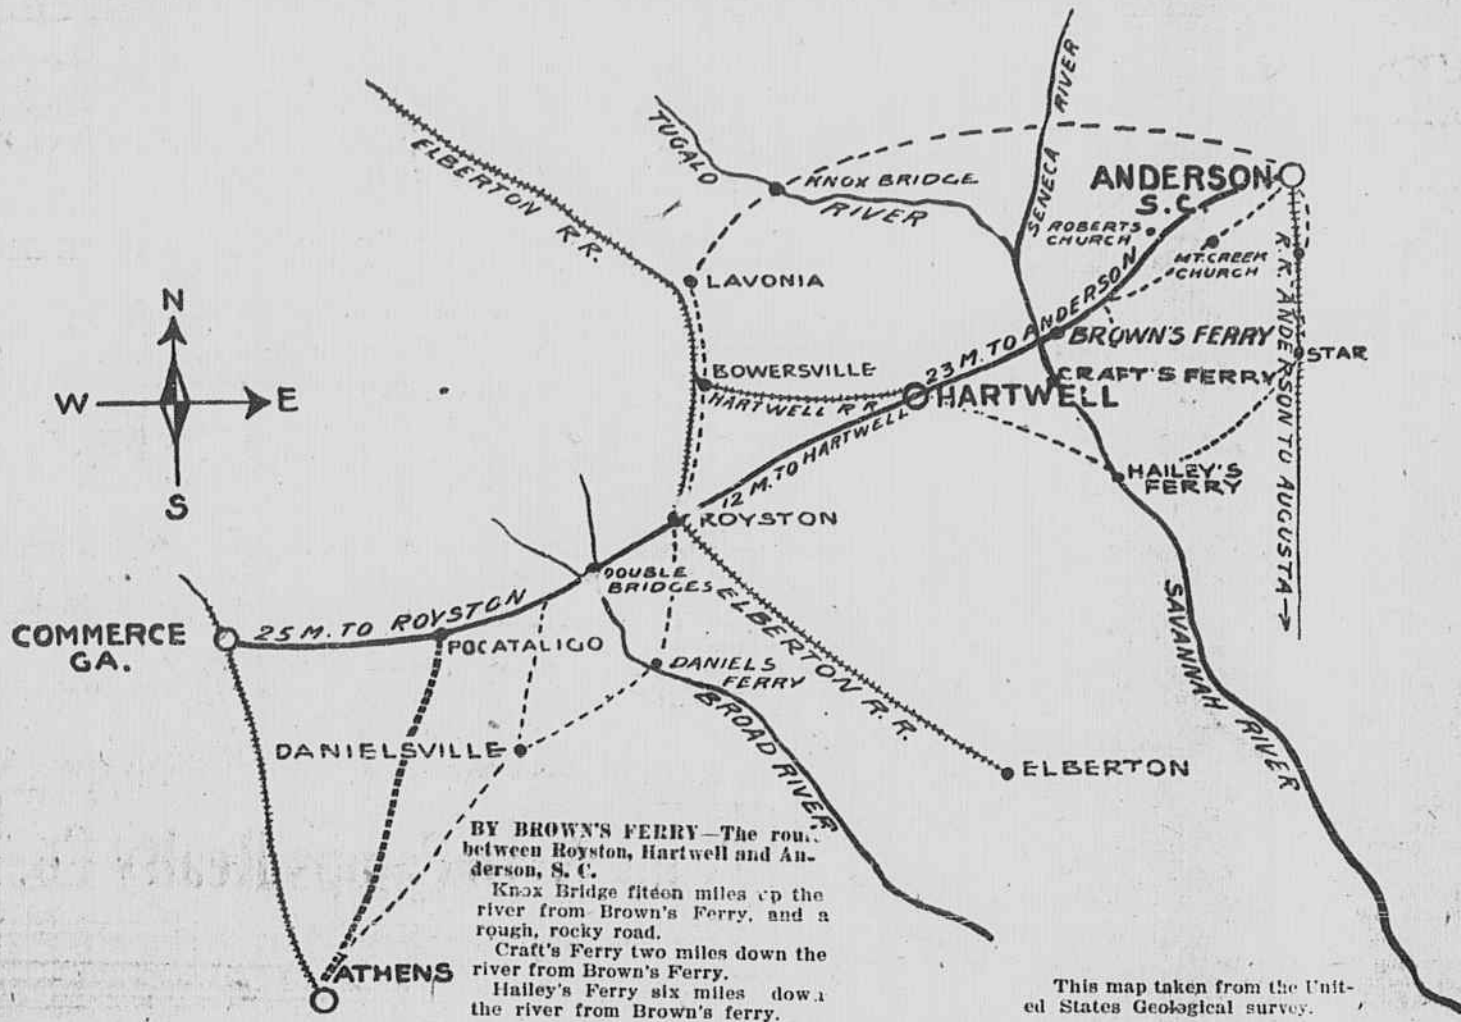 ELBERTON R.R.
TUGALO RIVER
KNOX BRIDGE
SENECA RIVER
ANDERSON
S.C.
ROBERTS
CHURCH
MT. CREEK
CHURCH
R.R. ANDERSON TO AUGUSTA→
LAVONIA
N
W E
S
BOWERSVILLE
HARTWELL R R
23 M. TO ANDERSON
BROWN'S FERRY
STAR
CRAFT'S FERRY
HARTWELL
12 M. TO HARTWELL
HAILEY'S
FERRY
ROYSTON
DOUBLE
BRIDGES
COMMERCE
GA.
25 M. TO ROYSTON
POCATALIGO
DANIELS
FERRY
ELBERTON R.R.
BROAD RIVER
SAVANNAH RIVER
DANIELSVILLE
ELBERTON
ATHENS
BY BROWN'S FERRY—The
between Royston, Hartwell and An-
derson, S. C.
Knox Bridge fiteen miles up the
river from Brown's Ferry, and a
rough, rocky road.
Craft's Ferry two miles down the
river from Brown's Ferry.
Hailey's Ferry six miles down
the river from Brown's ferry.
This map taken from the Unit-
ed States Geological survey.